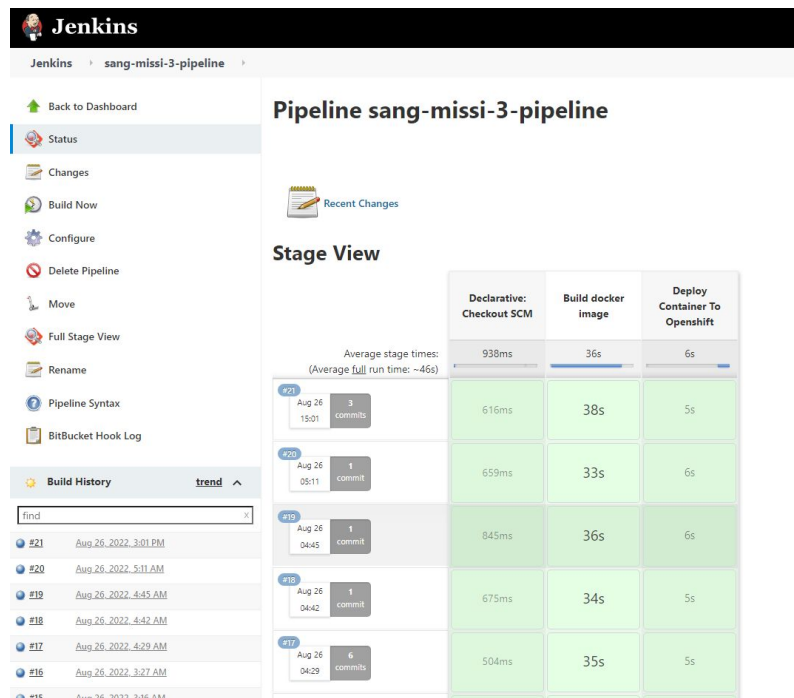 Jenkins
Jenkins › sang-missi-3-pipeline ›
Back to Dashboard
Status
Changes
Build Now
Configure
Delete Pipeline
Move
Full Stage View
Rename
Pipeline Syntax
BitBucket Hook Log
Build History trend
find x
#21 Aug 26, 2022, 3:01 PM
#20 Aug 26, 2022, 5:11 AM
#19 Aug 26, 2022, 4:45 AM
#18 Aug 26, 2022, 4:42 AM
#17 Aug 26, 2022, 4:29 AM
#16 Aug 26, 2022, 3:27 AM
#15 Aug 26, 2022, 3:16 AM
Pipeline sang-missi-3-pipeline
Recent Changes
Stage View
Declarative:
Checkout SCM
Build docker
image
Deploy
Container To
Openshift
Average stage times:
(Average full run time: ~46s)
938ms
36s
6s
#21
Aug 26
15:01
3
commits
616ms
38s
5s
#20
Aug 26
05:11
1
commit
659ms
33s
6s
#19
Aug 26
04:45
1
commit
845ms
36s
6s
#18
Aug 26
04:42
1
commit
675ms
34s
5s
#17
Aug 26
04:29
6
commits
504ms
35s
5s